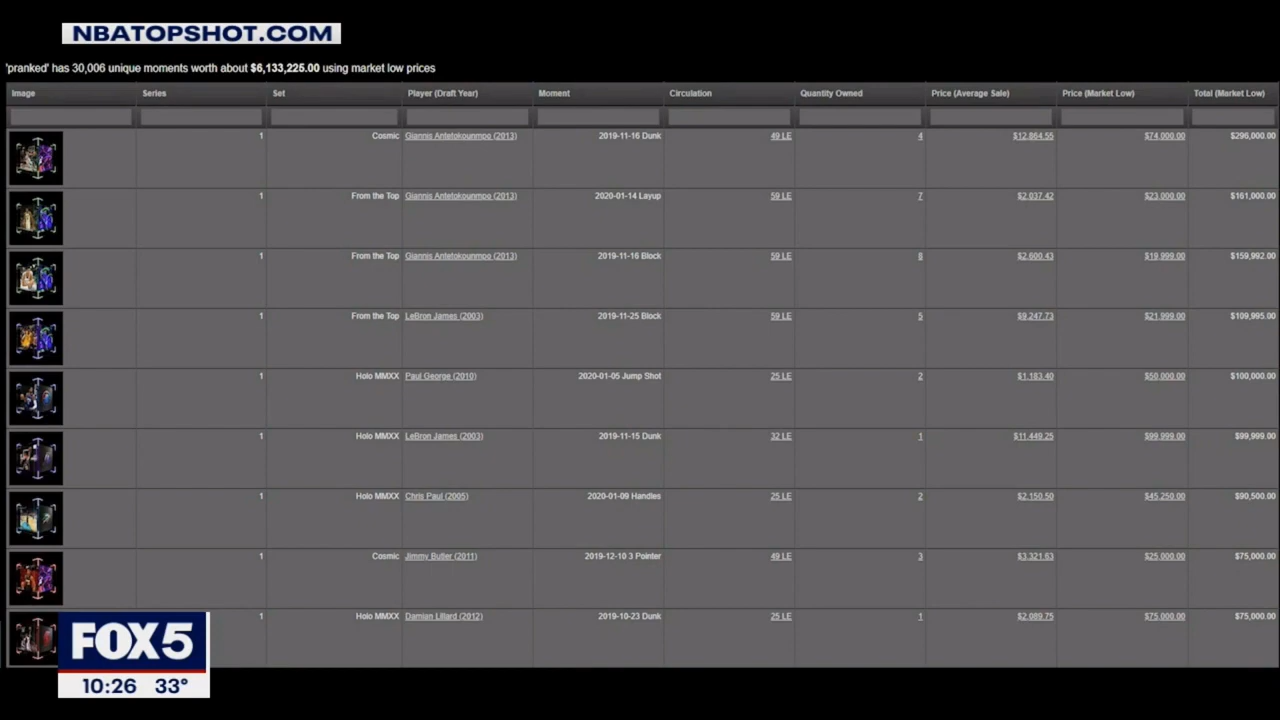 NBATOPSHOT.COM
'pranked' has 30,006 unique moments worth about $6,133,225.00 using market low prices
Image Series Set Player (Draft Year) Moment Circulation Quantity Owned Price (Average Sale) Price (Market Low) Total (Market Low)
1 Cosmic Giannis Antetokounmpo (2013) 2019-11-16 Dunk 49 LE 4 $12,864.55 $74,000.00 $296,000.00
1 From the Top Giannis Antetokounmpo (2013) 2020-01-14 Layup 59 LE 7 $2,037.42 $23,000.00 $161,000.00
1 From the Top Giannis Antetokounmpo (2013) 2019-11-16 Block 59 LE 8 $2,600.43 $19,999.00 $159,992.00
1 From the Top LeBron James (2003) 2019-11-25 Block 59 LE 5 $9,247.73 $21,999.00 $109,995.00
1 Holo MMXX Paul George (2010) 2020-01-05 Jump Shot 25 LE 2 $1,183.40 $50,000.00 $100,000.00
1 Holo MMXX LeBron James (2003) 2019-11-15 Dunk 32 LE 1 $11,449.25 $99,999.00 $99,999.00
1 Holo MMXX Chris Paul (2005) 2020-01-09 Handles 25 LE 2 $2,150.50 $45,250.00 $90,500.00
1 Cosmic Jimmy Butler (2011) 2019-12-10 3 Pointer 49 LE 3 $3,321.63 $25,000.00 $75,000.00
1 Holo MMXX Damian Lillard (2012) 2019-10-23 Dunk 25 LE 1 $2,089.75 $75,000.00 $75,000.00
FOX5
10:26 33°